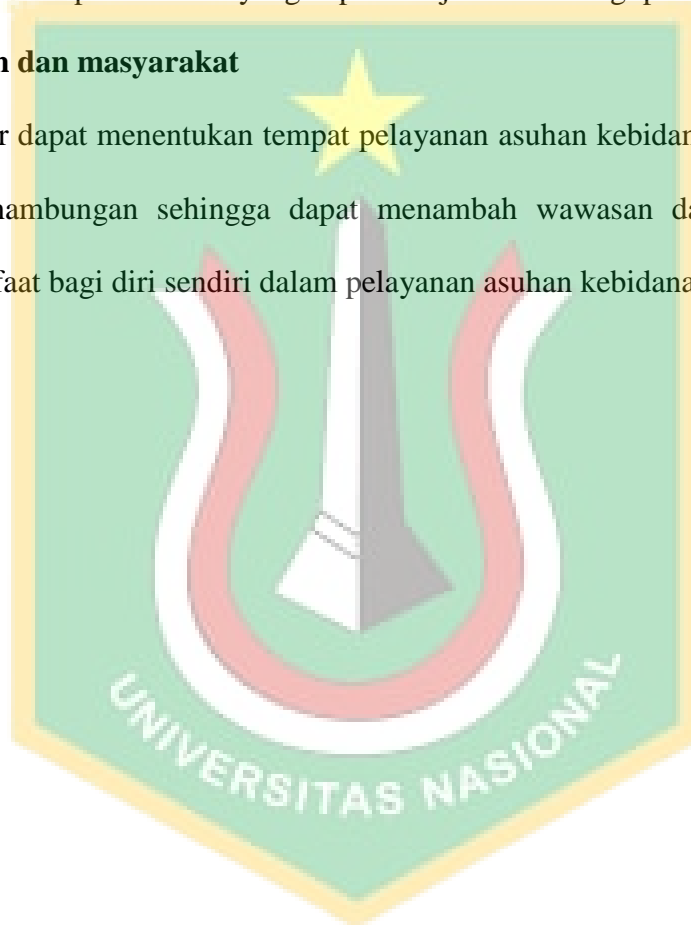 n dan masyarakat
r dapat menentukan tempat pelayanan asuhan kebidan
nambungan sehingga dapat menambah wawasan da
faat bagi diri sendiri dalam pelayanan asuhan kebidana
UNIVERSITAS NASIONAL